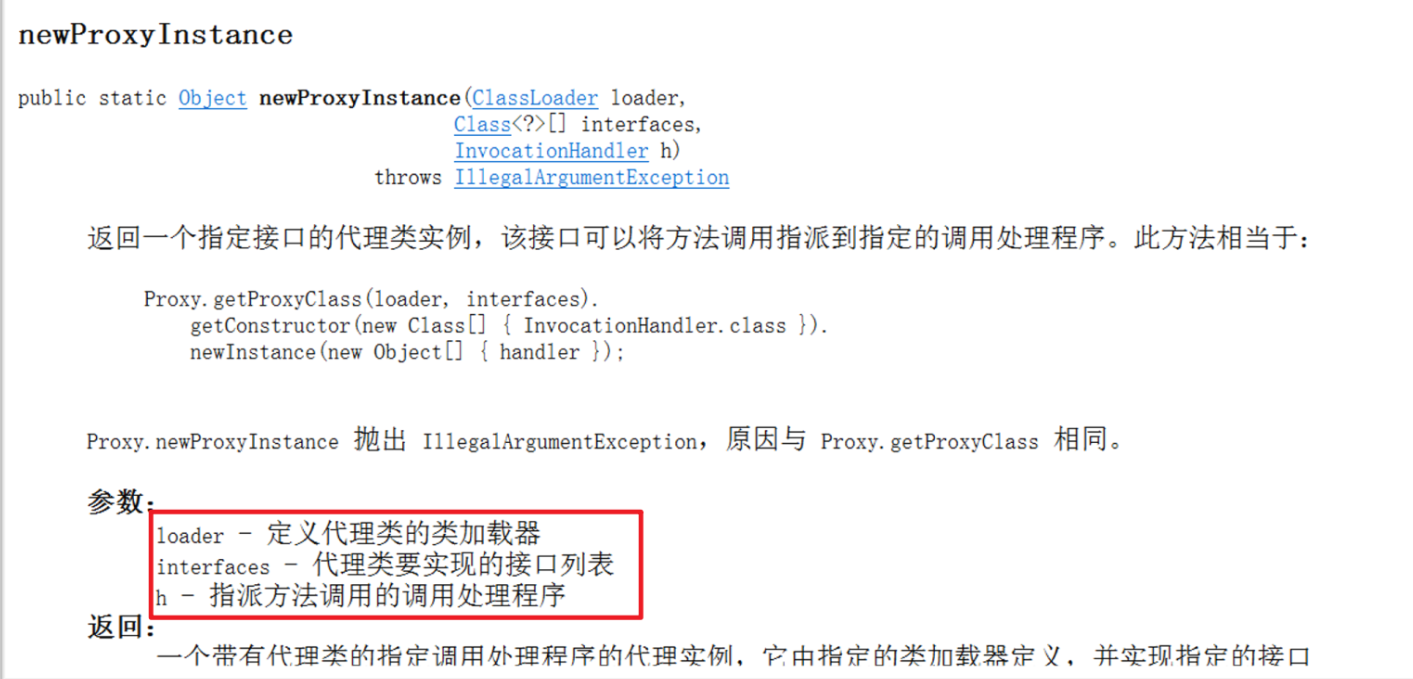 newProxyInstance
public static Object newProxyInstance(ClassLoader loader,
Class<?>[] interfaces,
InvocationHandler h)
throws IllegalArgumentException
返回一个指定接口的代理类实例，该接口可以将方法调用指派到指定的调用处理程序。此方法相当于：
Proxy.getProxyClass(loader, interfaces).
getConstructor(new Class[] { InvocationHandler.class }).
newInstance(new Object[] { handler });
Proxy.newProxyInstance 抛出 IllegalArgumentException，原因与 Proxy.getProxyClass 相同。
参数：
loader - 定义代理类的类加载器
interfaces - 代理类要实现的接口列表
h - 指派方法调用的调用处理程序
返回：
一个带有代理类的指定调用处理程序的代理实例，它由指定的类加载器定义，并实现指定的接口